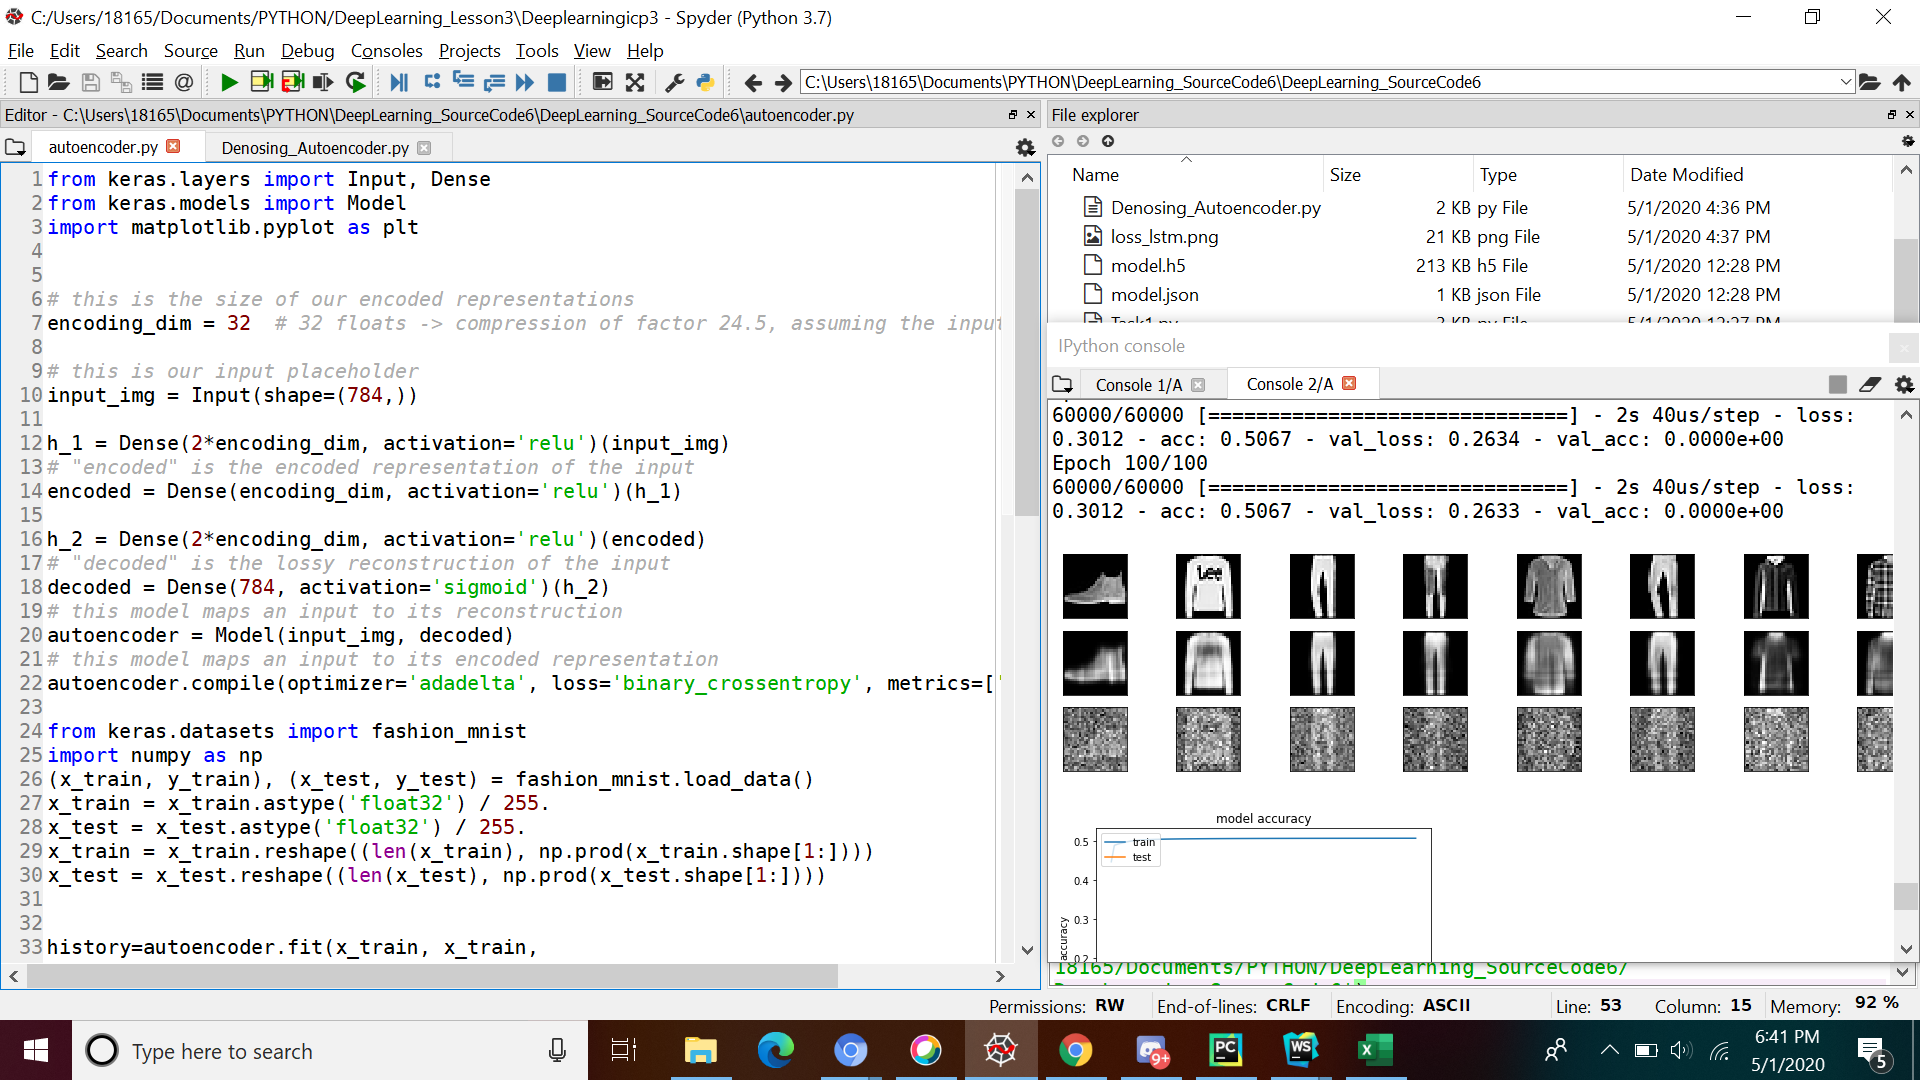 C:/Users/18165/Documents/PYTHON/DeepLearning_Lesson3\Deeplearningicp3 - Spyder (Python 3.7)
File Edit Search Source Run Debug Consoles Projects Tools View Help
C:\Users\18165\Documents\PYTHON\DeepLearning_SourceCode6\DeepLearning_SourceCode6
Editor - C:\Users\18165\Documents\PYTHON\DeepLearning_SourceCode6\DeepLearning_SourceCode6\autoencoder.py
autoencoder.py Denosing_Autoencoder.py
1 from keras.layers import Input, Dense
2 from keras.models import Model
3 import matplotlib.pyplot as plt
4
5
6 # this is the size of our encoded representations
7 encoding_dim = 32  # 32 floats -> compression of factor 24.5, assuming the input
8
9 # this is our input placeholder
10 input_img = Input(shape=(784,))
11
12 h_1 = Dense(2*encoding_dim, activation='relu')(input_img)
13 # "encoded" is the encoded representation of the input
14 encoded = Dense(encoding_dim, activation='relu')(h_1)
15
16 h_2 = Dense(2*encoding_dim, activation='relu')(encoded)
17 # "decoded" is the lossy reconstruction of the input
18 decoded = Dense(784, activation='sigmoid')(h_2)
19 # this model maps an input to its reconstruction
20 autoencoder = Model(input_img, decoded)
21 # this model maps an input to its encoded representation
22 autoencoder.compile(optimizer='adadelta', loss='binary_crossentropy', metrics=['
23
24 from keras.datasets import fashion_mnist
25 import numpy as np
26 (x_train, y_train), (x_test, y_test) = fashion_mnist.load_data()
27 x_train = x_train.astype('float32') / 255.
28 x_test = x_test.astype('float32') / 255.
29 x_train = x_train.reshape((len(x_train), np.prod(x_train.shape[1:])))
30 x_test = x_test.reshape((len(x_test), np.prod(x_test.shape[1:])))
31
32
33 history=autoencoder.fit(x_train, x_train,
File explorer
Name Size Type Date Modified
Denosing_Autoencoder.py 2 KB py File 5/1/2020 4:36 PM
loss_lstm.png 21 KB png File 5/1/2020 4:37 PM
model.h5 213 KB h5 File 5/1/2020 12:28 PM
model.json 1 KB json File 5/1/2020 12:28 PM
IPython console
Console 1/A Console 2/A
60000/60000 [==============================] - 2s 40us/step - loss:
0.3012 - acc: 0.5067 - val_loss: 0.2634 - val_acc: 0.0000e+00
Epoch 100/100
60000/60000 [==============================] - 2s 40us/step - loss:
0.3012 - acc: 0.5067 - val_loss: 0.2633 - val_acc: 0.0000e+00
Lee
model accuracy
train
test
0.5
0.4
0.3
0.2
accuracy
18165/Documents/PYTHON/DeepLearning_SourceCode6/
Permissions: RW End-of-lines: CRLF Encoding: ASCII Line: 53 Column: 15 Memory: 92 %
Type here to search
9+
PC
WS
X
6:41 PM
5/1/2020
5